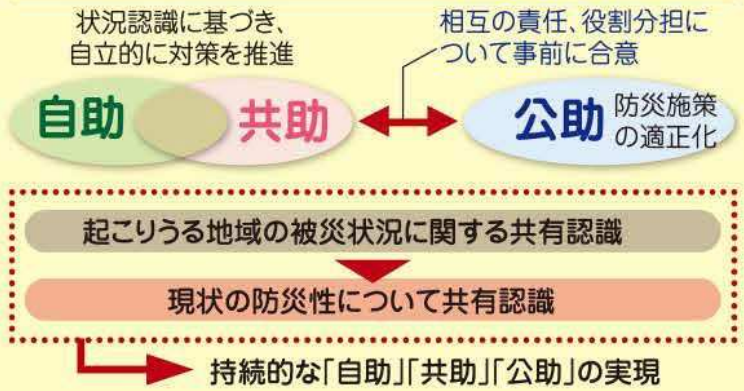 状況認識に基づき、
自立的に対策を推進
相互の責任、役割分担に
ついて事前に合意
自助
共助
公助
防災施策
の適正化
起こりうる地域の被災状況に関する共有認識
現状の防災性について共有認識
持続的な「自助」「共助」「公助」の実現